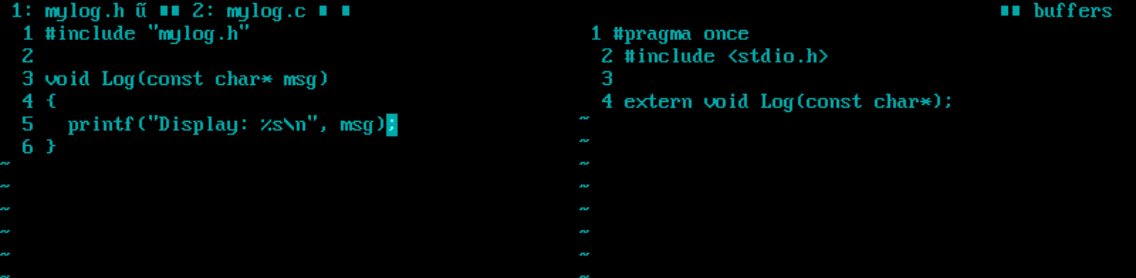 1: mylog.h ű ▪▪ 2: mylog.c ▪ ▪ ▪▪ buffers
1 #include "mylog.h"
2
3 void Log(const char* msg)
4 {
5   printf("Display: %s\n", msg);
6 }
~
~
~
~
~
~
1 #pragma once
2 #include <stdio.h>
3
4 extern void Log(const char*);
~
~
~
~
~
~
~
~